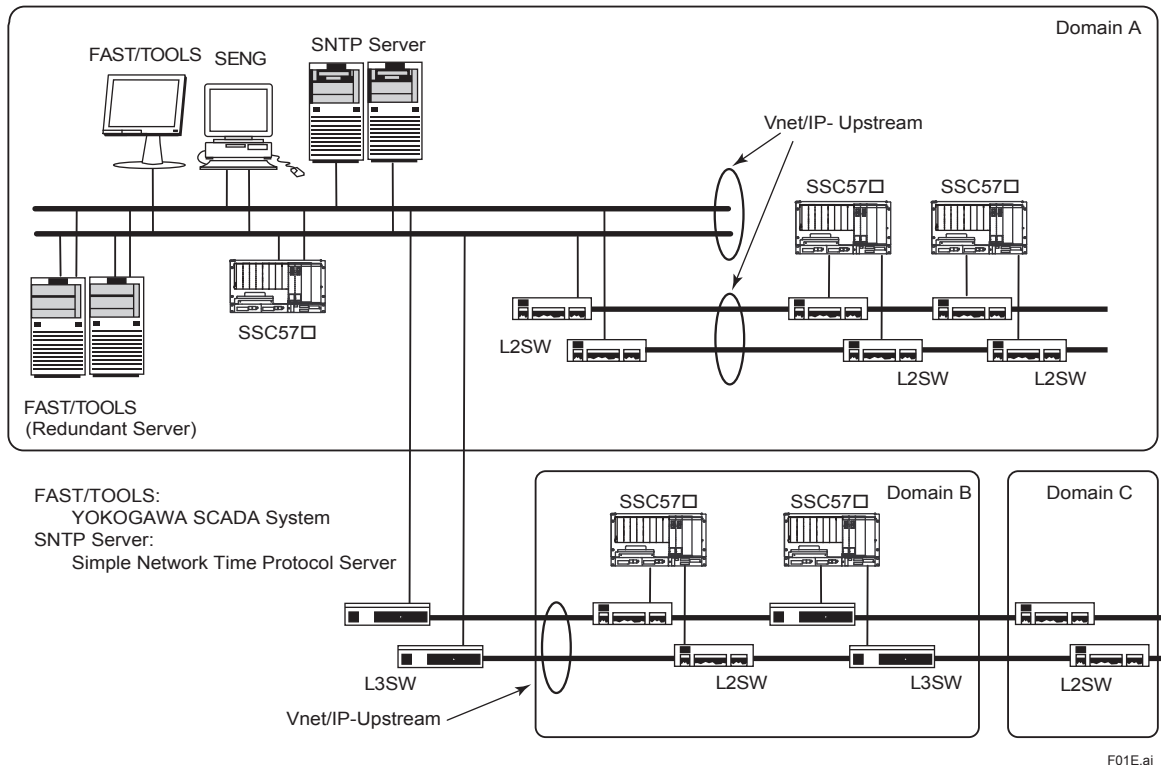 Domain A
FAST/TOOLS
SENG
SNTP Server
Vnet/IP- Upstream
SSC57□
SSC57□
SSC57□
L2SW
L2SW
L2SW
FAST/TOOLS
(Redundant Server)
FAST/TOOLS:
YOKOGAWA SCADA System
SNTP Server:
Simple Network Time Protocol Server
SSC57□
SSC57□
Domain B
Domain C
L3SW
L2SW
L3SW
L2SW
Vnet/IP-Upstream
F01E.ai